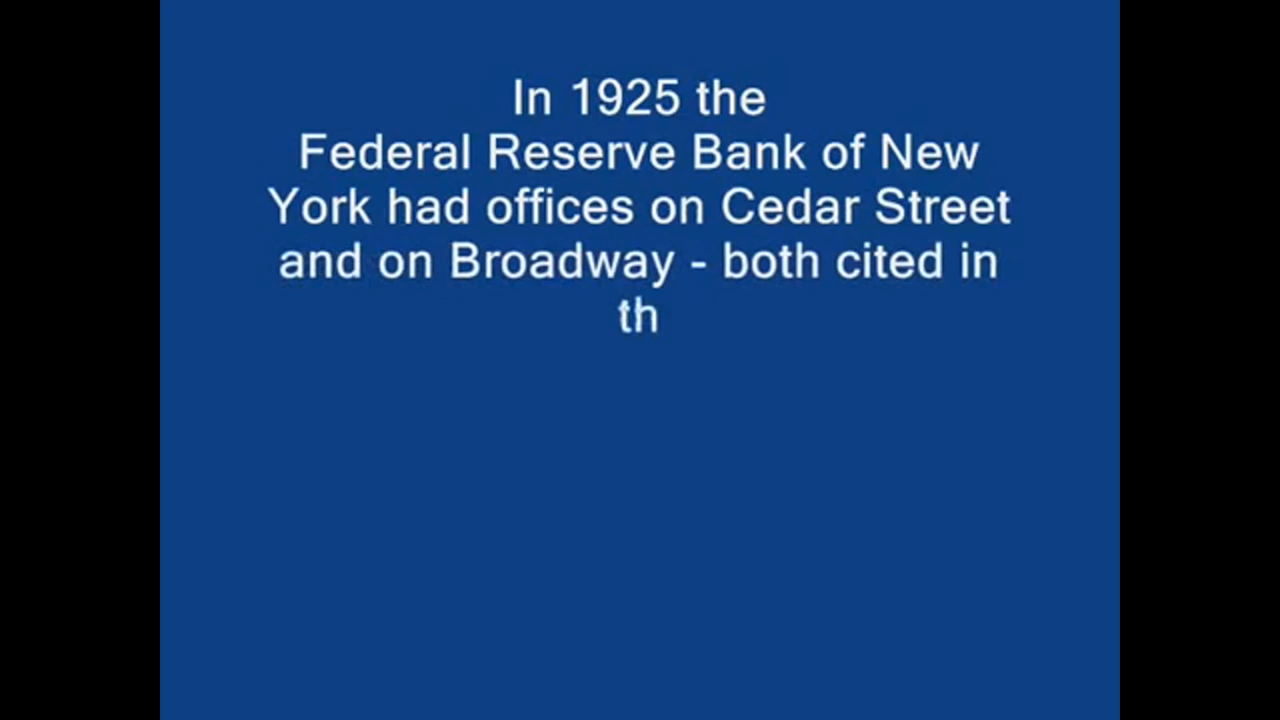 In 1925 the
Federal Reserve Bank of New
York had offices on Cedar Street
and on Broadway - both cited in
th